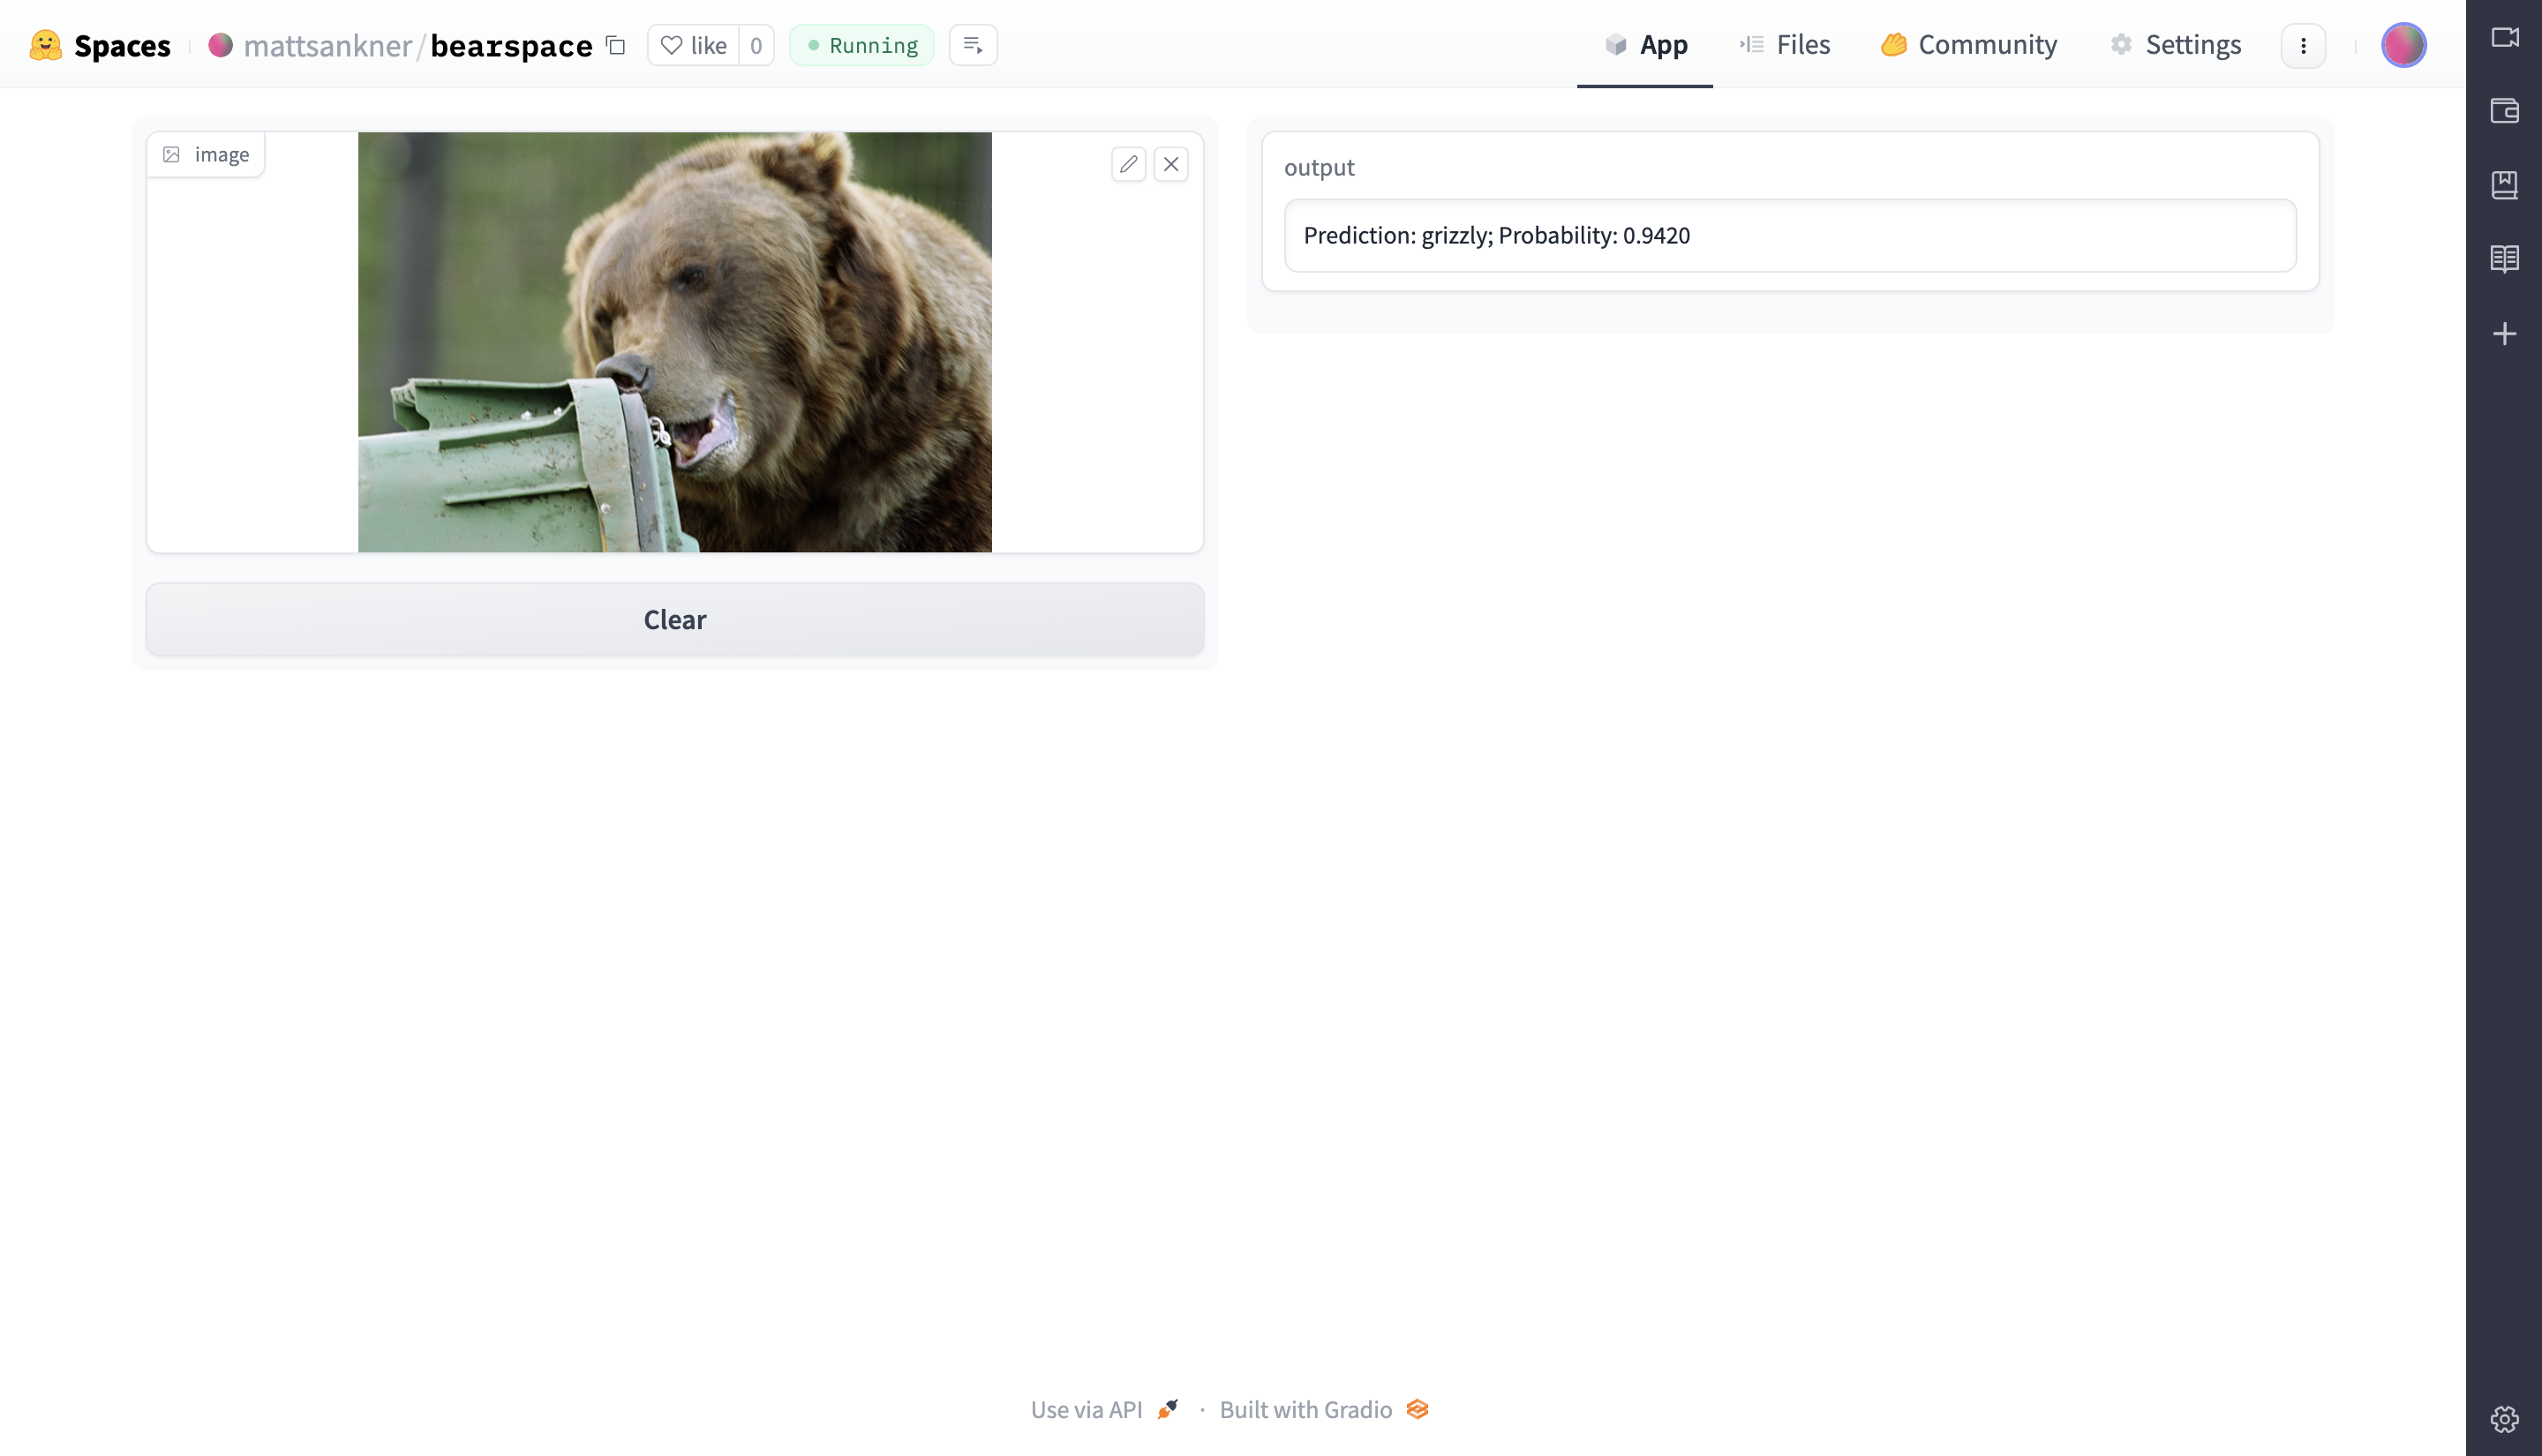 Spaces mattsankner/bearspace like 0 Running App Files Community Settings
image
output
Prediction: grizzly; Probability: 0.9420
Clear
Use via API · Built with Gradio